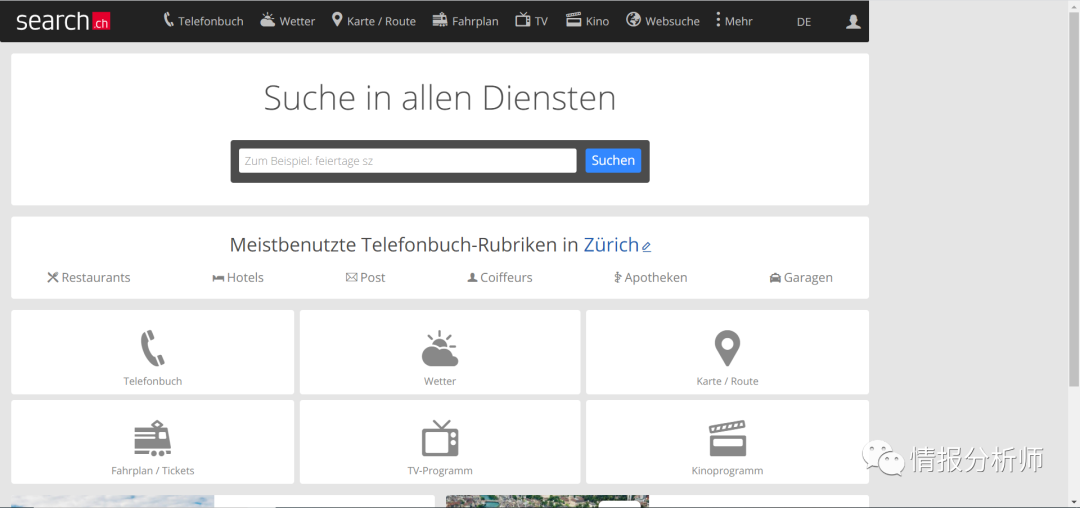 search.ch Telefonbuch Wetter Karte / Route Fahrplan TV Kino Websuche Mehr DE
Suche in allen Diensten
Zum Beispiel: feiertage sz Suchen
Meistbenutzte Telefonbuch-Rubriken in Zürich
Restaurants Hotels Post Coiffeurs Apotheken Garagen
Telefonbuch Wetter Karte / Route
Fahrplan / Tickets TV-Programm Kinoprogramm
情报分析师